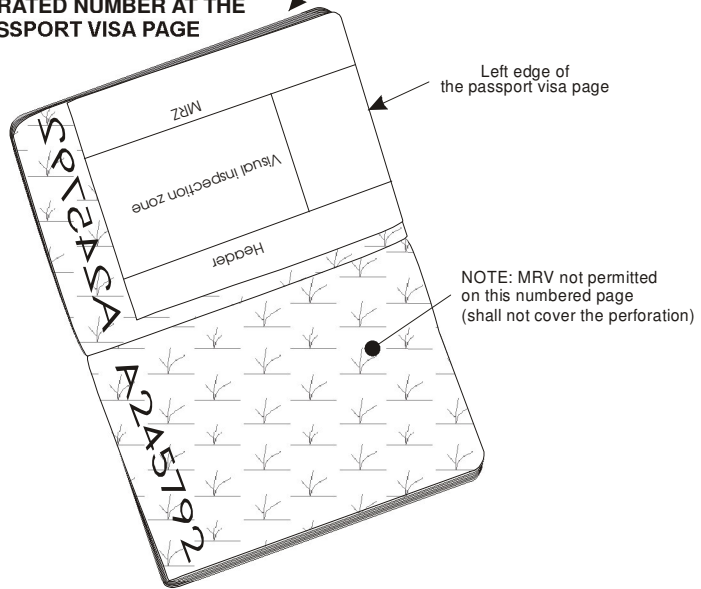 RATED NUMBER AT THE
SSPORT VISA PAGE
Left edge of
the passport visa page
MRZ
Visual inspection zone
Header
A245792
NOTE: MRV not permitted
on this numbered page
(shall not cover the perforation)
A245792